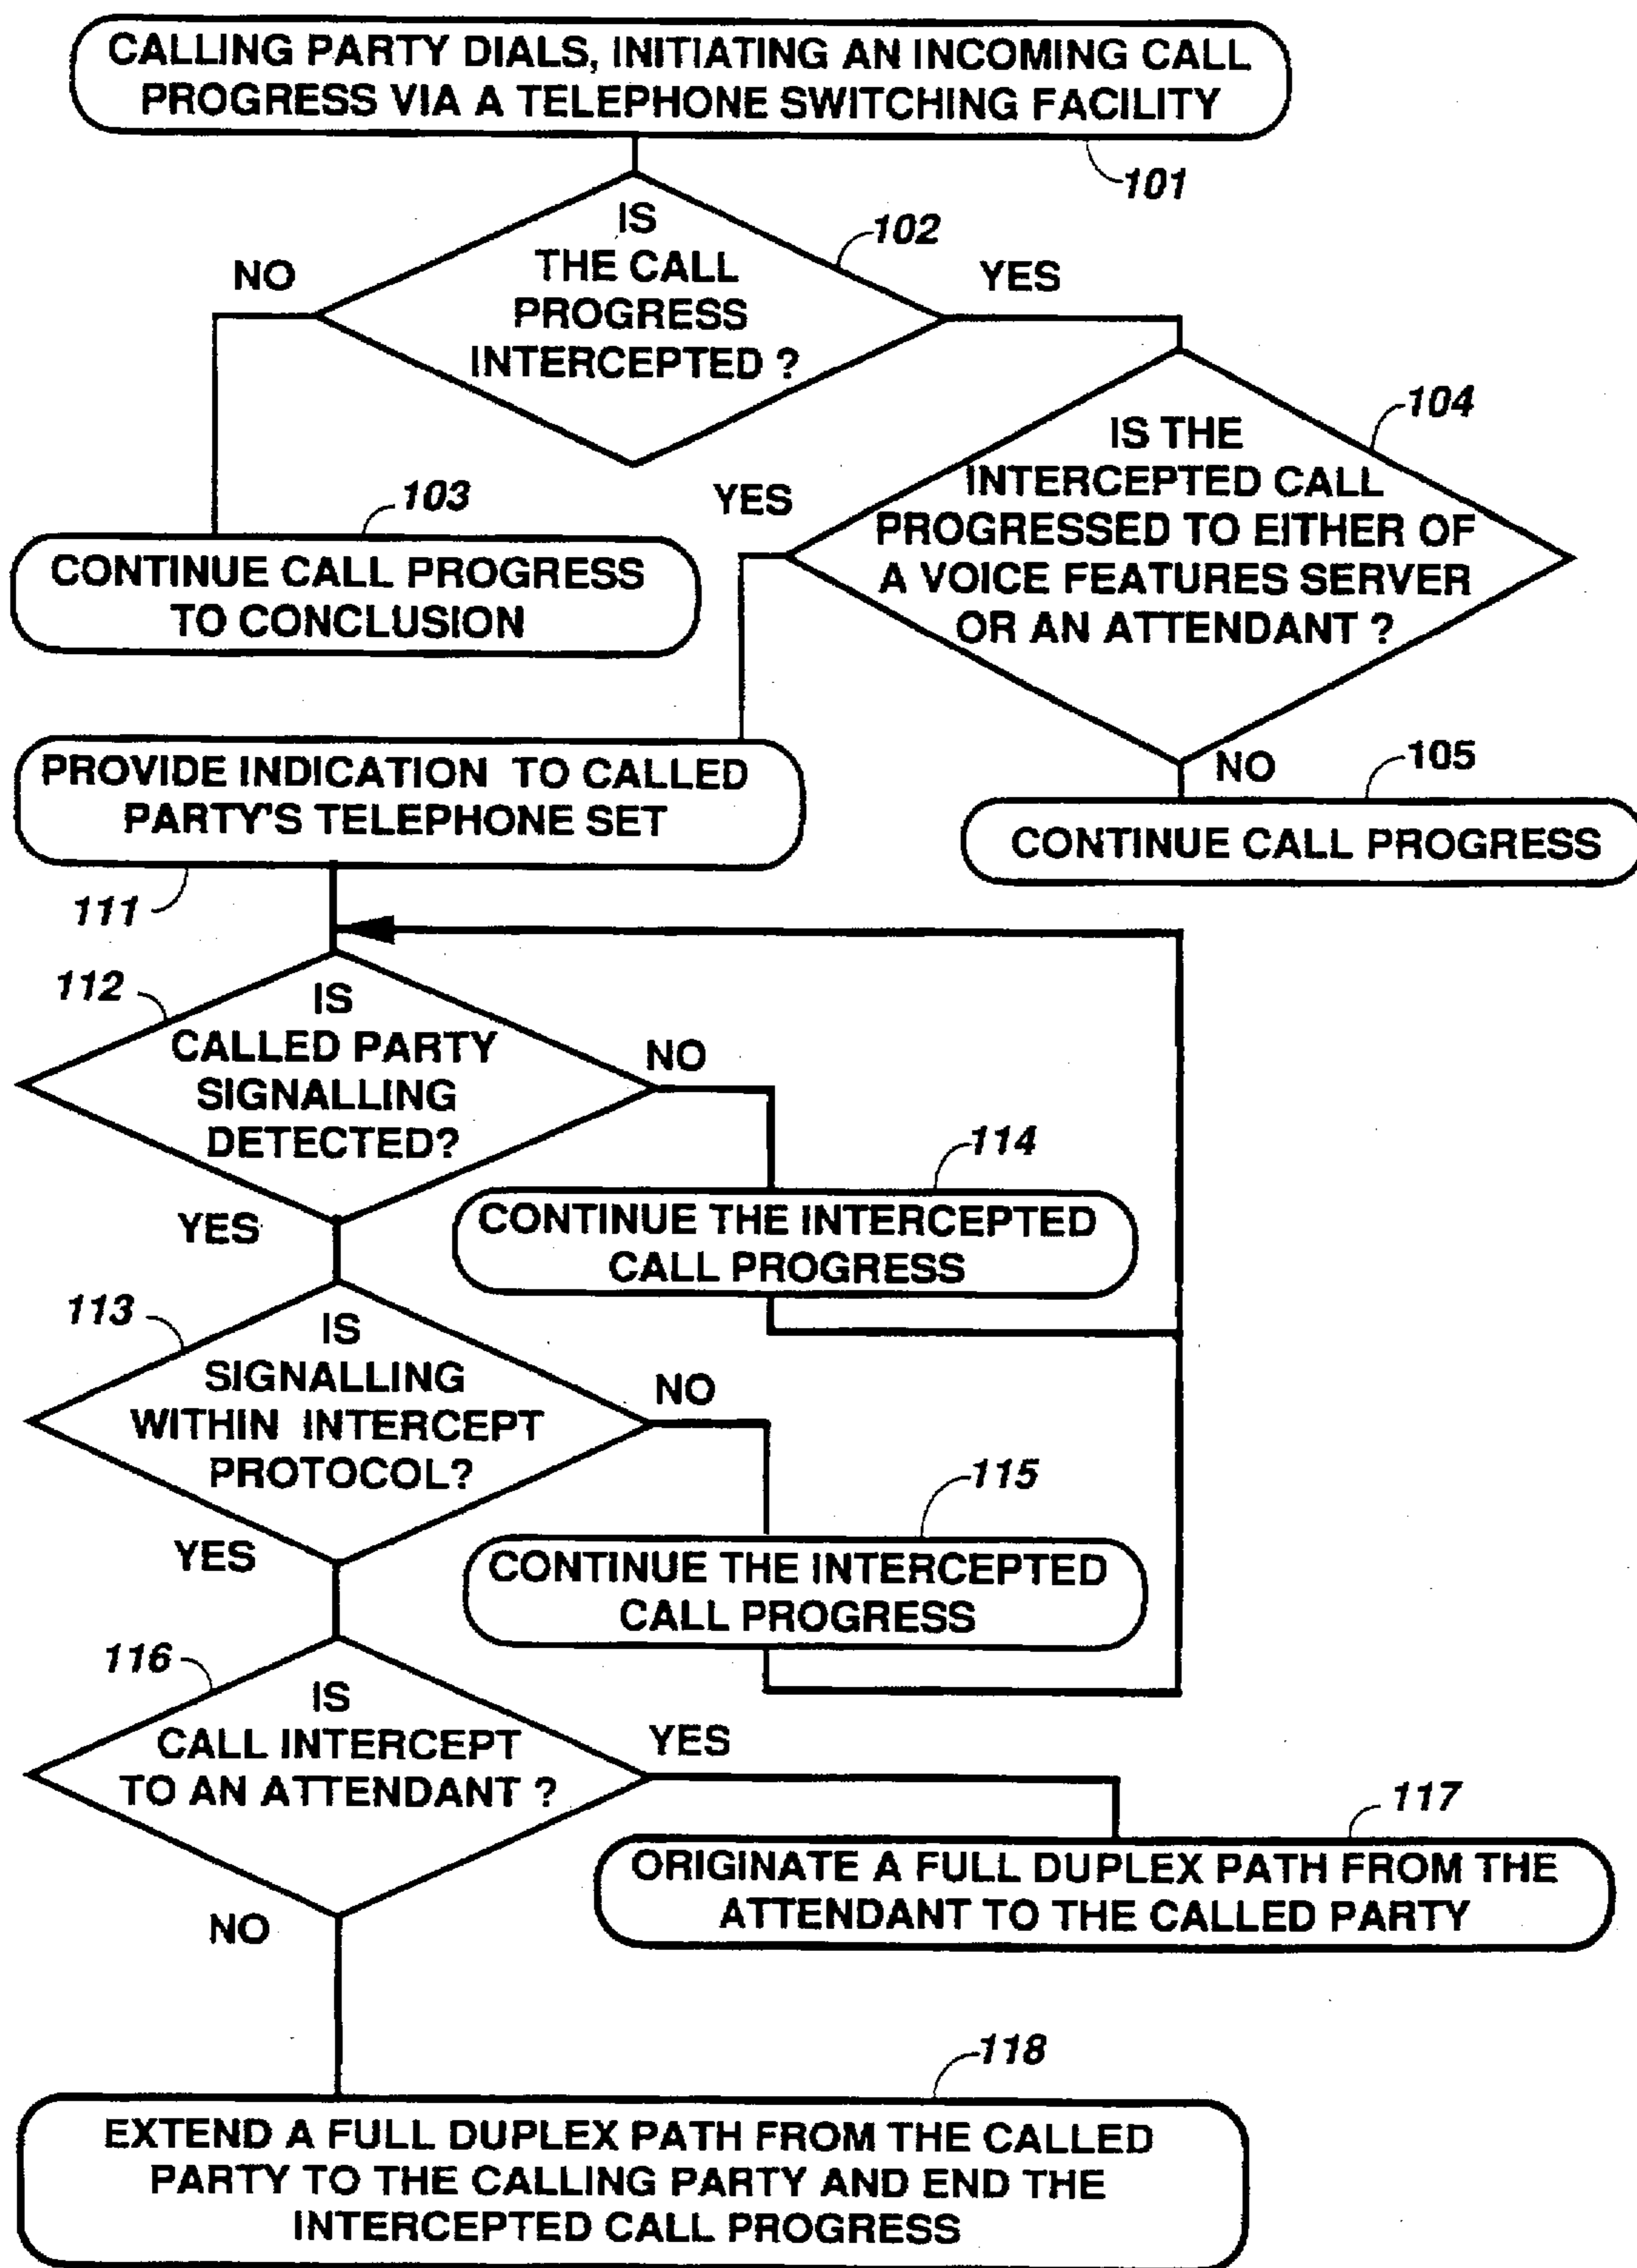 CALLING PARTY DIALS, INITIATING AN INCOMING CALL
PROGRESS VIA A TELEPHONE SWITCHING FACILITY
101
IS
THE CALL
PROGRESS
INTERCEPTED ?
102
NO
YES
103
CONTINUE CALL PROGRESS
TO CONCLUSION
104
IS THE
INTERCEPTED CALL
PROGRESSED TO EITHER OF
A VOICE FEATURES SERVER
OR AN ATTENDANT ?
YES
NO
105
CONTINUE CALL PROGRESS
PROVIDE INDICATION TO CALLED
PARTY'S TELEPHONE SET
111
112
IS
CALLED PARTY
SIGNALLING
DETECTED?
NO
YES
114
CONTINUE THE INTERCEPTED
CALL PROGRESS
113
IS
SIGNALLING
WITHIN INTERCEPT
PROTOCOL?
NO
YES
115
CONTINUE THE INTERCEPTED
CALL PROGRESS
116
IS
CALL INTERCEPT
TO AN ATTENDANT ?
YES
NO
117
ORIGINATE A FULL DUPLEX PATH FROM THE
ATTENDANT TO THE CALLED PARTY
118
EXTEND A FULL DUPLEX PATH FROM THE CALLED
PARTY TO THE CALLING PARTY AND END THE
INTERCEPTED CALL PROGRESS